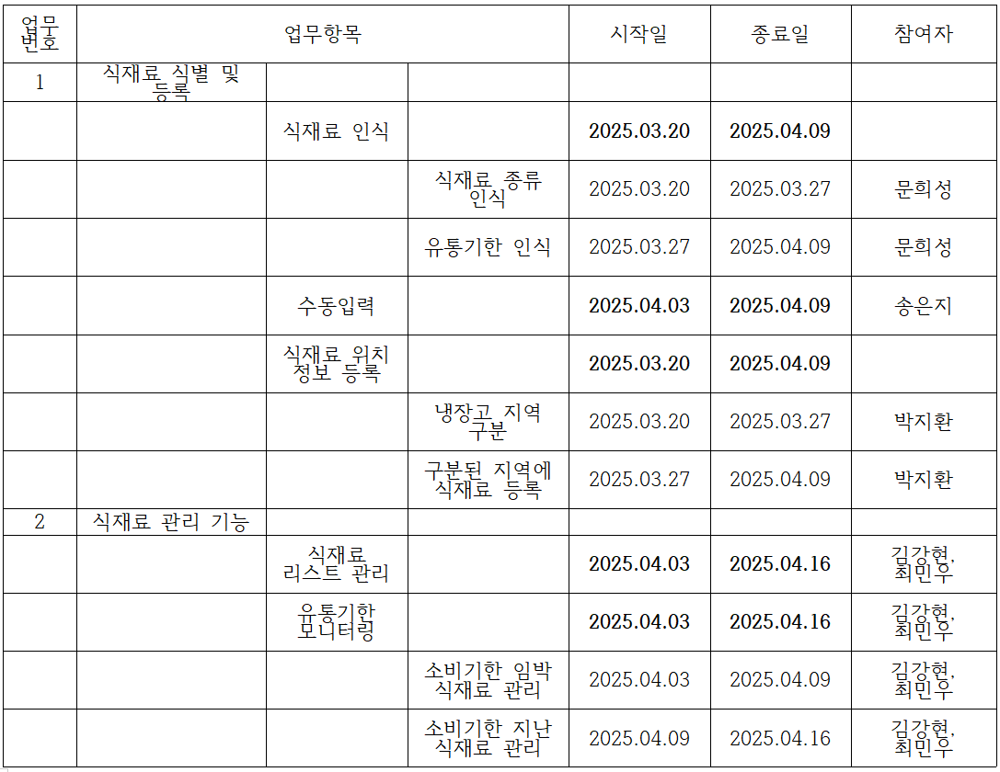 업무
번호
업무항목
시작일
종료일
참여자
1
식재료 식별 및
등록
식재료 인식
2025.03.20
2025.04.09
식재료 종류
인식
2025.03.20
2025.03.27
문희성
유통기한 인식
2025.03.27
2025.04.09
문희성
수동입력
2025.04.03
2025.04.09
송은지
식재료 위치
정보 등록
2025.03.20
2025.04.09
냉장고 지역
구분
2025.03.20
2025.03.27
박지환
구분된 지역에
식재료 등록
2025.03.27
2025.04.09
박지환
2
식재료 관리 기능
식재료
리스트 관리
2025.04.03
2025.04.16
김강현,
최민우
유통기한
모니터링
2025.04.03
2025.04.16
김강현,
최민우
소비기한 임박
식재료 관리
2025.04.03
2025.04.09
김강현,
최민우
소비기한 지난
식재료 관리
2025.04.09
2025.04.16
김강현,
최민우